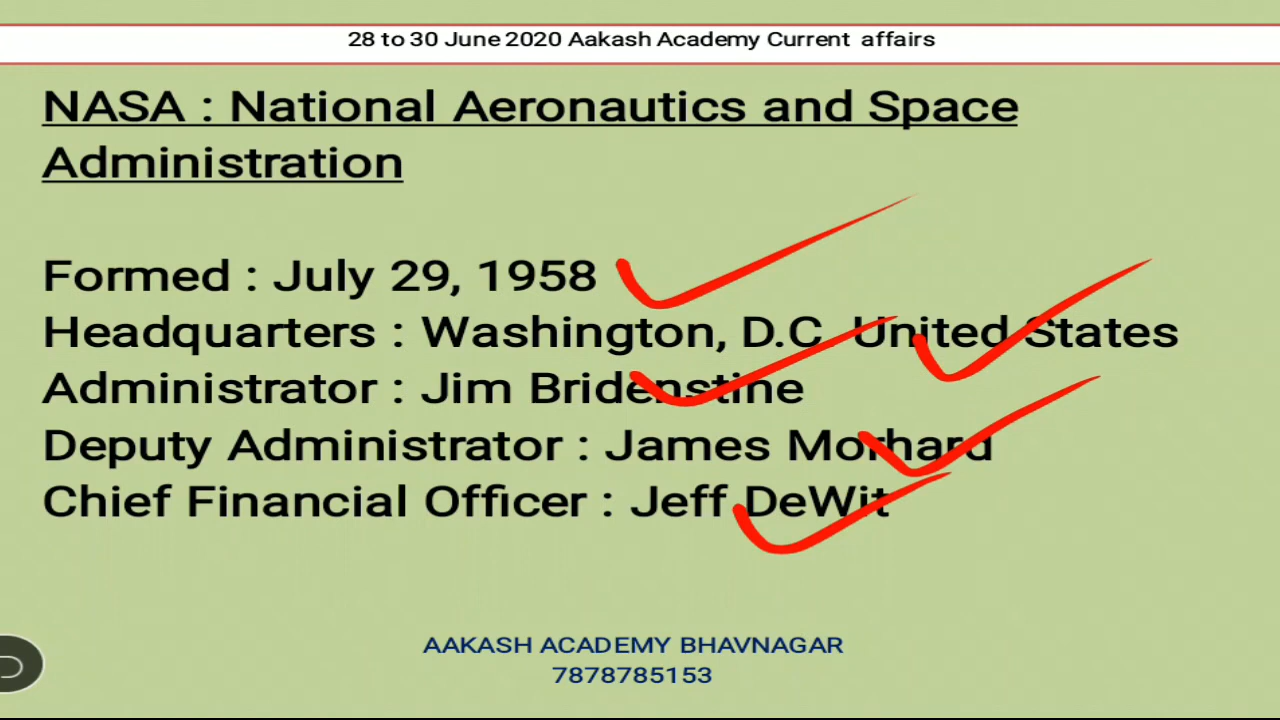 28 to 30 June 2020 Aakash Academy Current affairs
NASA : National Aeronautics and Space
Administration
Formed : July 29, 1958
Headquarters : Washington, D.C United States
Administrator : Jim Bridenstine
Deputy Administrator : James Morhard
Chief Financial Officer : Jeff DeWit
AAKASH ACADEMY BHAVNAGAR
7878785153